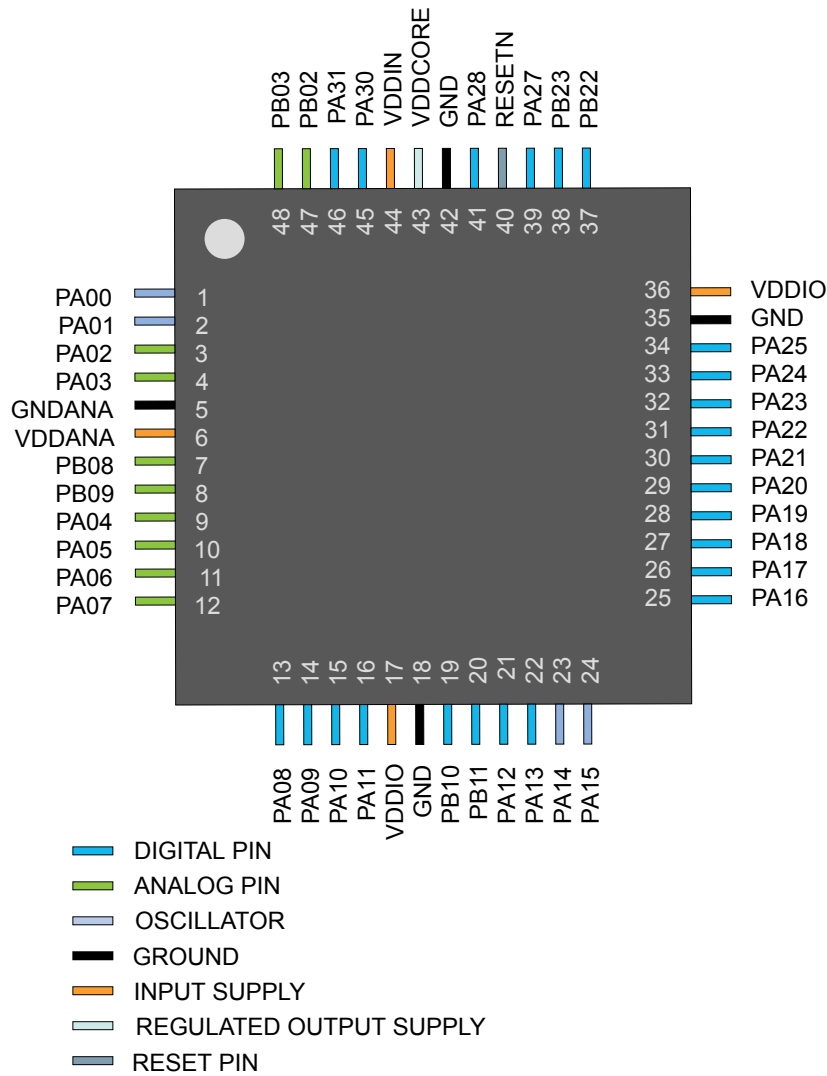 PB03
PB02
PA31
PA30
VDDIN
VDDCORE
GND
PA28
RESETN
PA27
PB23
PB22
48
47
46
45
44
43
42
41
40
39
38
37
PA00 1
PA01 2
PA02 3
PA03 4
GNDANA 5
VDDANA 6
PB08 7
PB09 8
PA04 9
PA05 10
PA06 11
PA07 12
36 VDDIO
35 GND
34 PA25
33 PA24
32 PA23
31 PA22
30 PA21
29 PA20
28 PA19
27 PA18
26 PA17
25 PA16
13
14
15
16
17
18
19
20
21
22
23
24
PA08
PA09
PA10
PA11
VDDIO
GND
PB10
PB11
PA12
PA13
PA14
PA15
DIGITAL PIN
ANALOG PIN
OSCILLATOR
GROUND
INPUT SUPPLY
REGULATED OUTPUT SUPPLY
RESET PIN